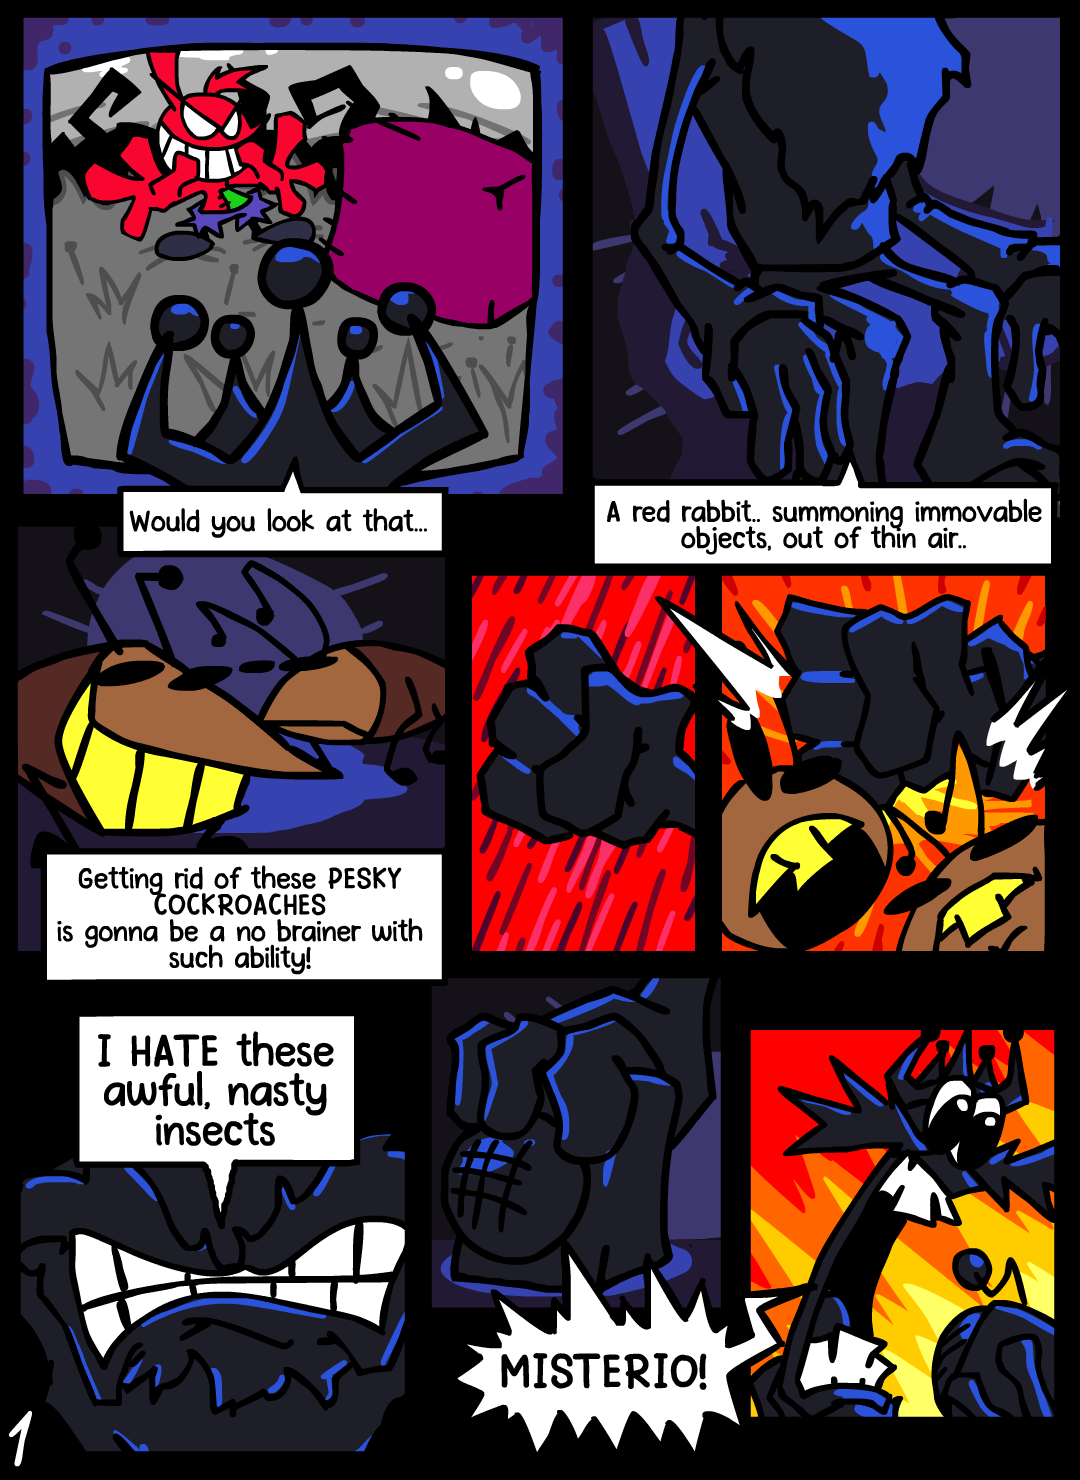 Would you look at that...
A red rabbit.. summoning immovable
objects, out of thin air..
Getting rid of these PESKY
COCKROACHES
is gonna be a no brainer with
such ability!
I HATE these
awful, nasty
insects
MISTERIO!
1